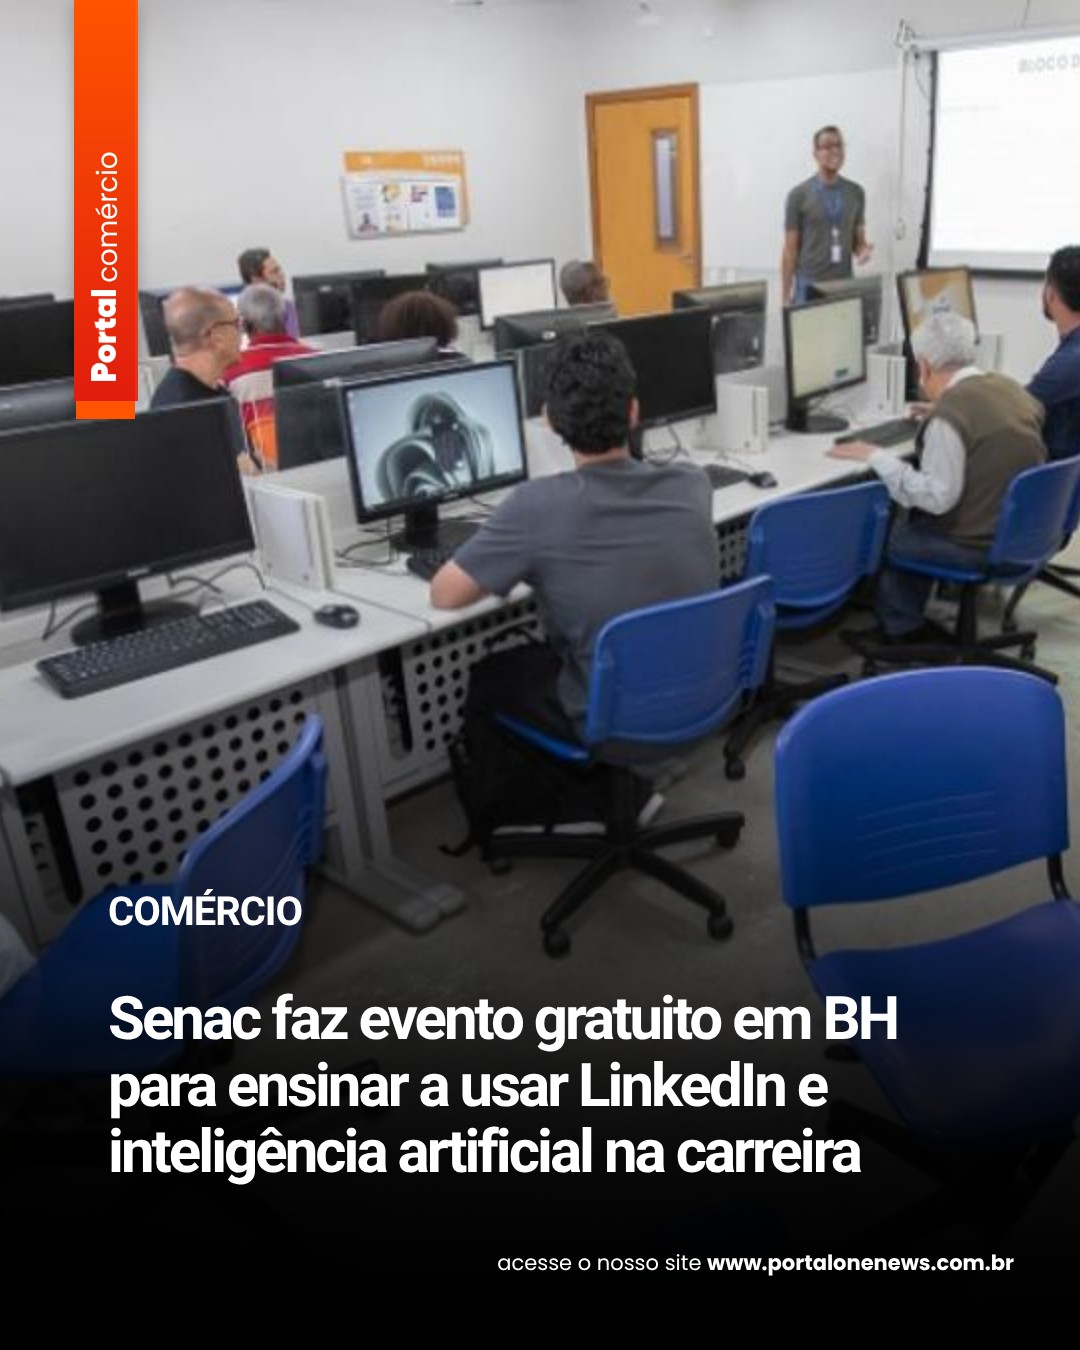 Portal comércio
COMÉRCIO
Senac faz evento gratuito em BH
para ensinar a usar LinkedIn e
inteligência artificial na carreira
acesse o nosso site www.portalonenews.com.br